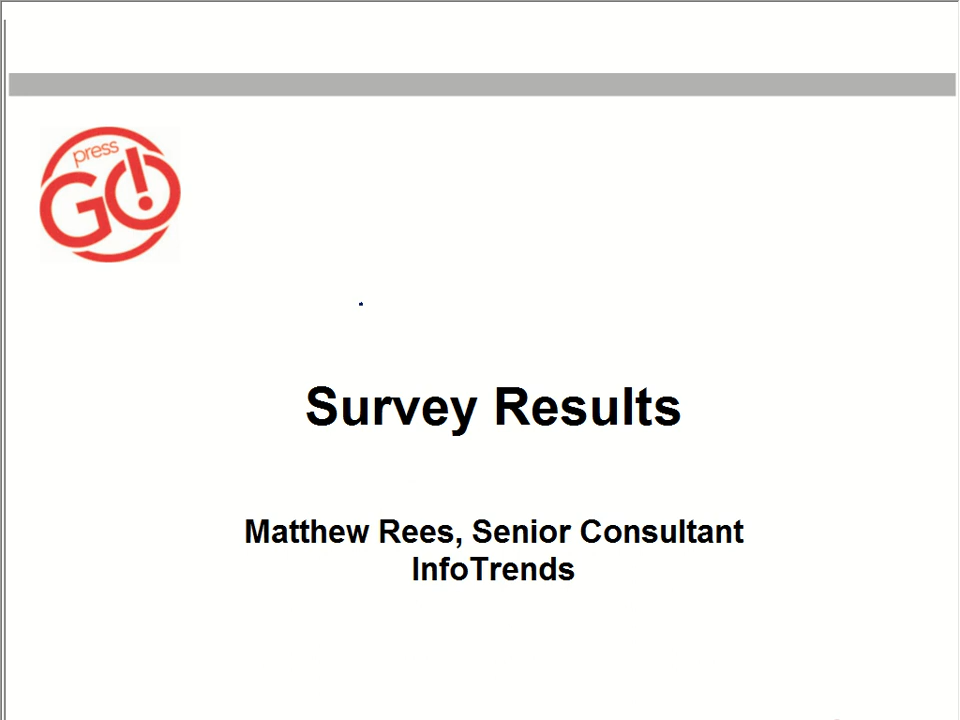 press
GO!
Survey Results
Matthew Rees, Senior Consultant
InfoTrends